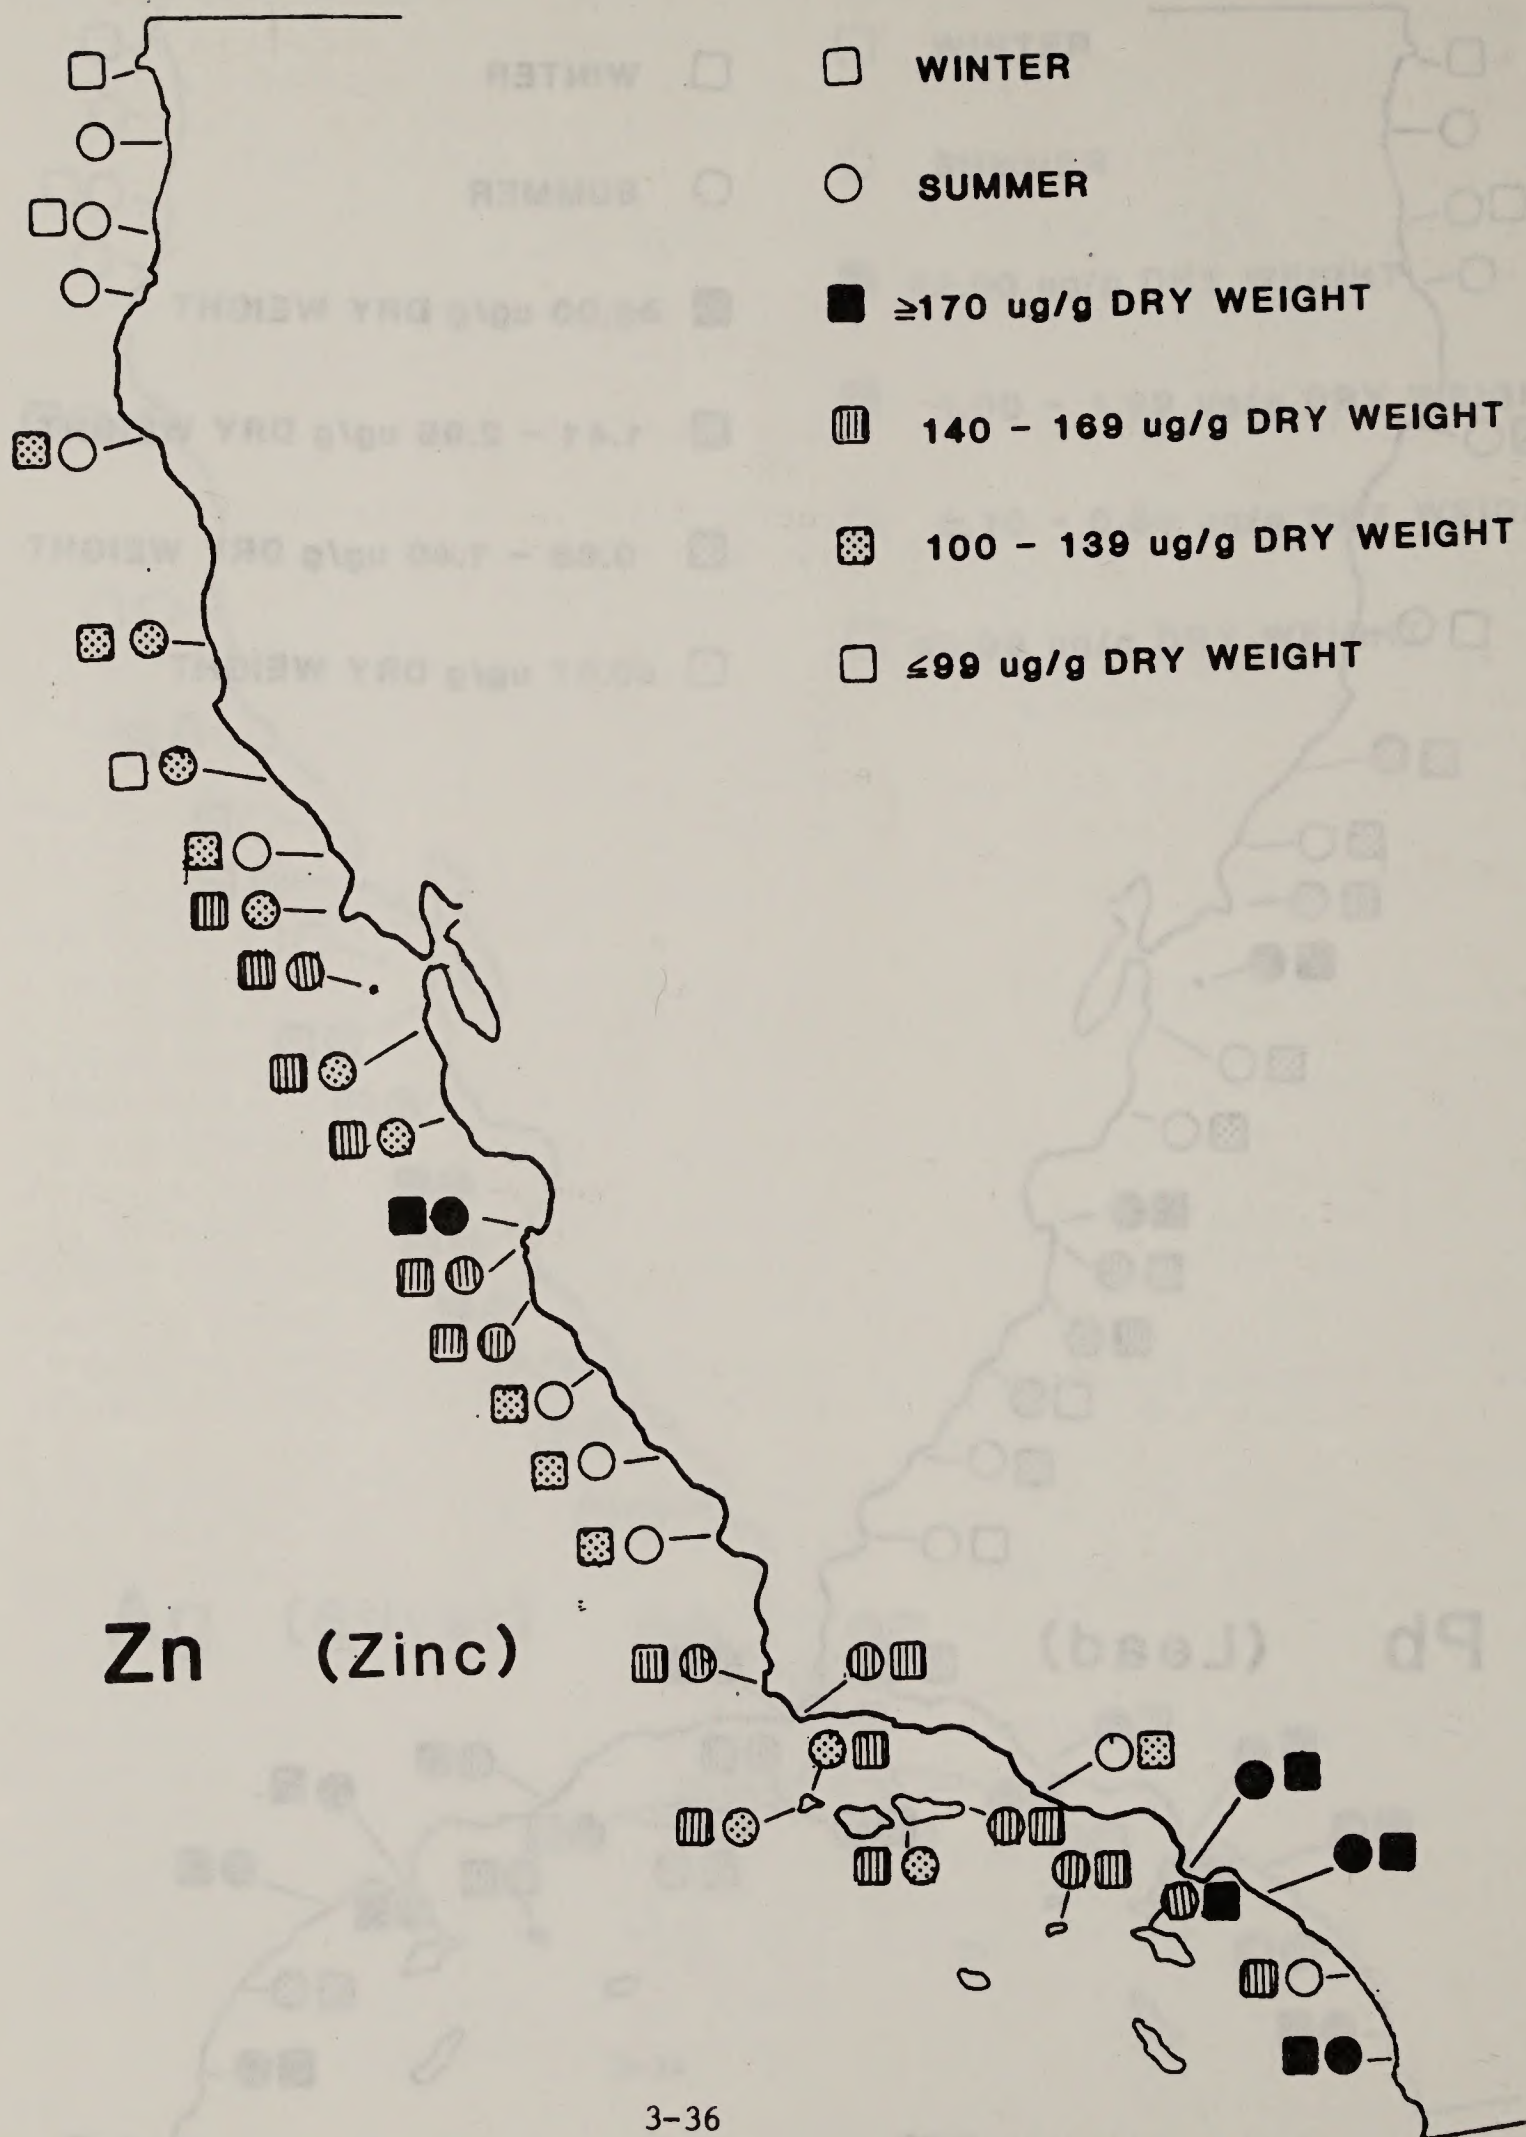 WINTER
SUMMER
≥170 ug/g DRY WEIGHT
140 - 169 ug/g DRY WEIGHT
100 - 139 ug/g DRY WEIGHT
≤99 ug/g DRY WEIGHT
Zn (Zinc)
3-36